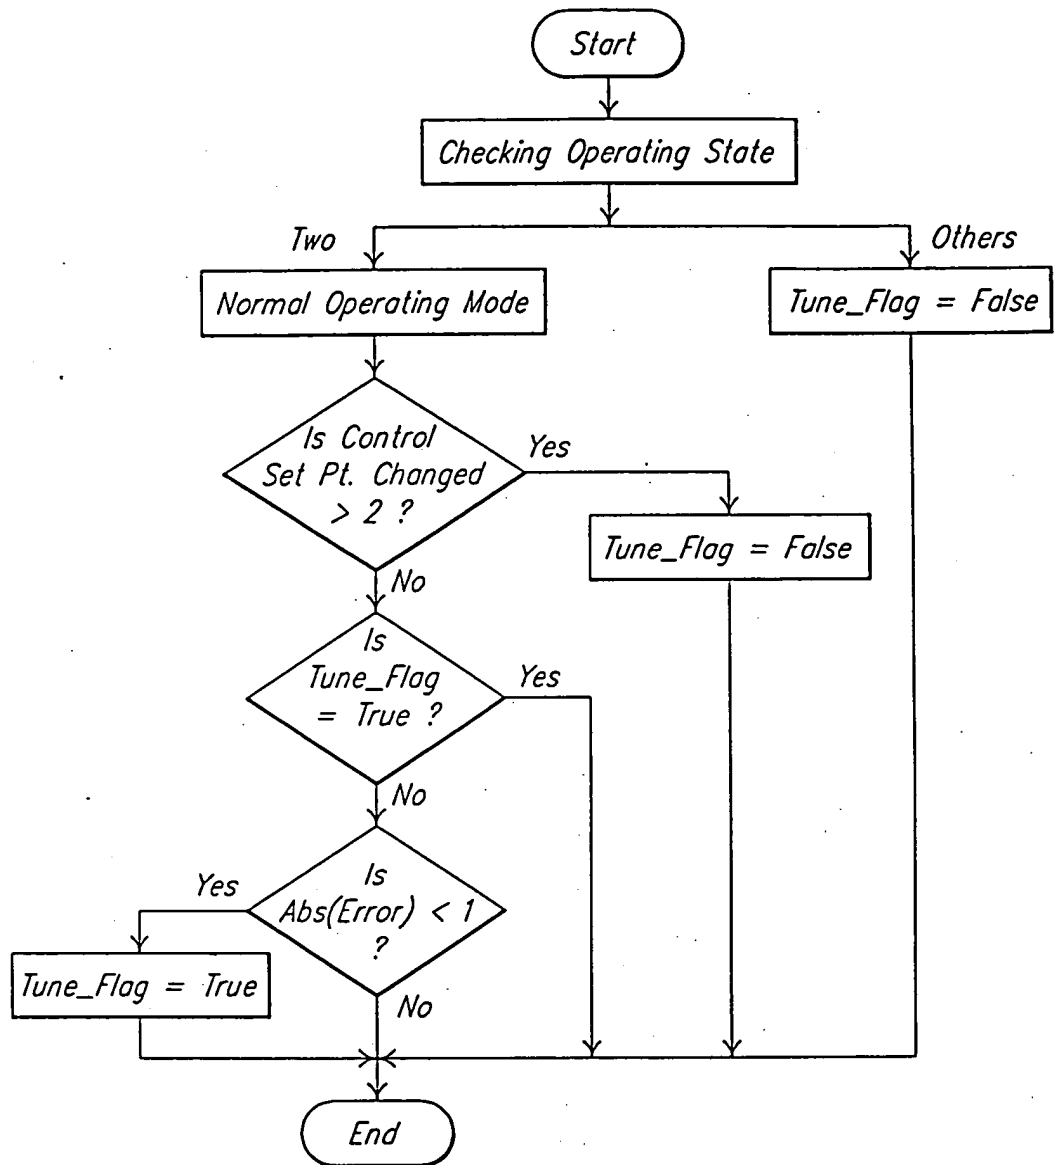 Start
Checking Operating State
Two
Others
Normal Operating Mode
Tune_Flag = False
Is Control
Set Pt. Changed
> 2 ?
Yes
Tune_Flag = False
No
Is
Tune_Flag
= True ?
Yes
No
Is
Abs(Error) < 1
?
Yes
Tune_Flag = True
No
End